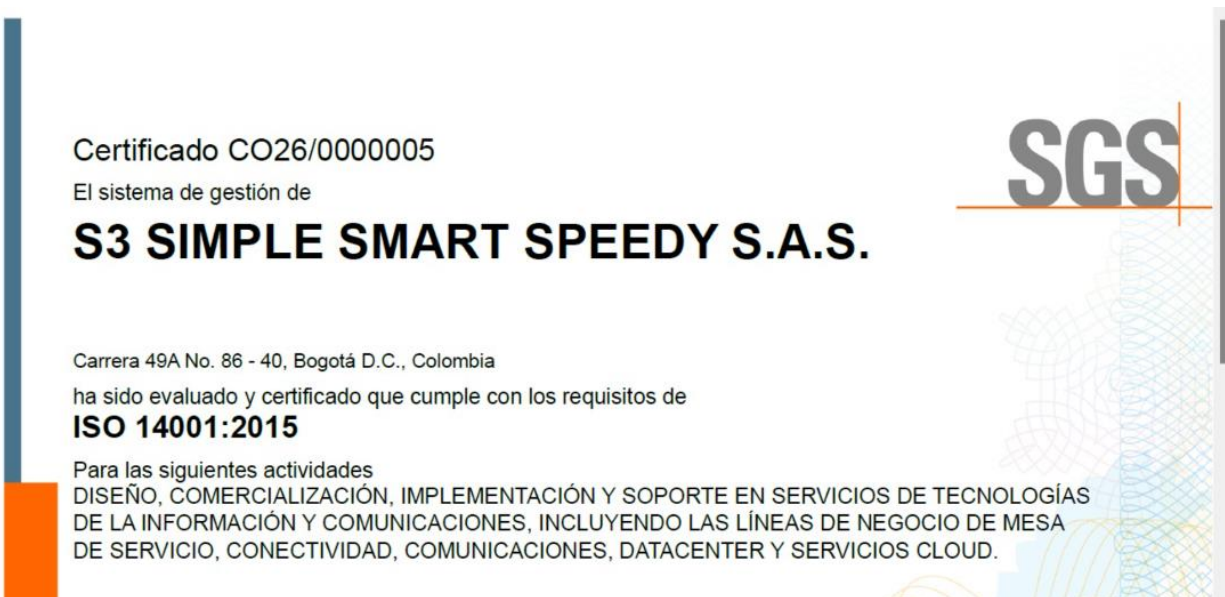 Certificado CO26/0000005
SGS
El sistema de gestión de
S3 SIMPLE SMART SPEEDY S.A.S.
Carrera 49A No. 86 - 40, Bogotá D.C., Colombia
ha sido evaluado y certificado que cumple con los requisitos de
ISO 14001:2015
Para las siguientes actividades
DISEÑO, COMERCIALIZACIÓN, IMPLEMENTACIÓN Y SOPORTE EN SERVICIOS DE TECNOLOGÍAS
DE LA INFORMACIÓN Y COMUNICACIONES, INCLUYENDO LAS LÍNEAS DE NEGOCIO DE MESA
DE SERVICIO, CONECTIVIDAD, COMUNICACIONES, DATACENTER Y SERVICIOS CLOUD.